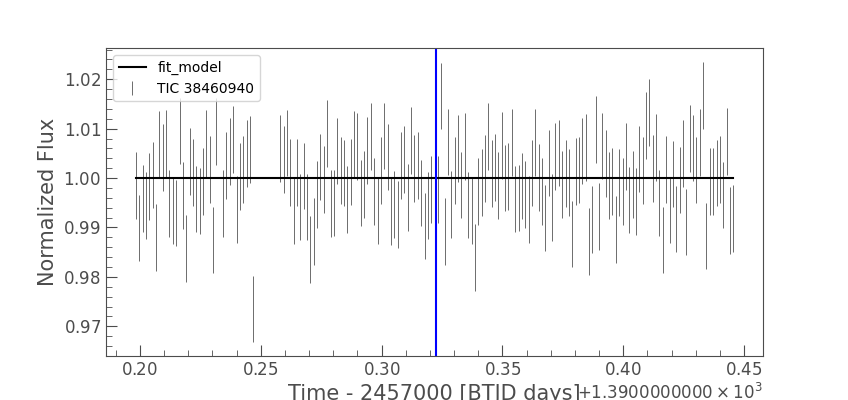 fit_model
TIC 38460940
1.02
1.01
1.00
0.99
0.98
0.97
Normalized Flux
0.20 0.25 0.30 0.35 0.40 0.45
Time - 2457000 [BTJD days]
+1.3900000000 × 10³